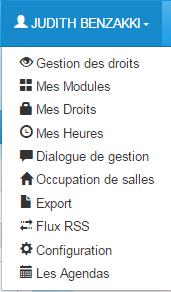 JUDITH BENZAKKI
Gestion des droits
Mes Modules
Mes Droits
Mes Heures
Dialogue de gestion
Occupation de salles
Export
Flux RSS
Configuration
Les Agendas